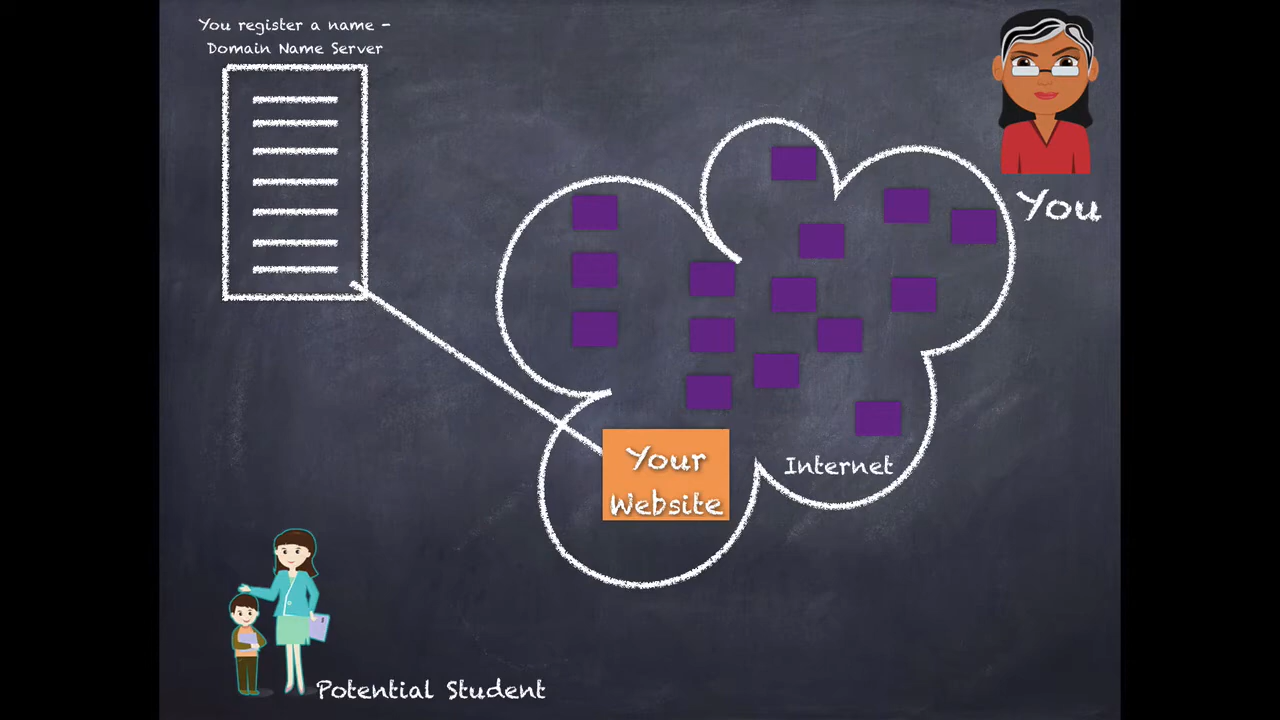 You register a name -
Domain Name Server
You
Internet
Your
Website
Potential Student